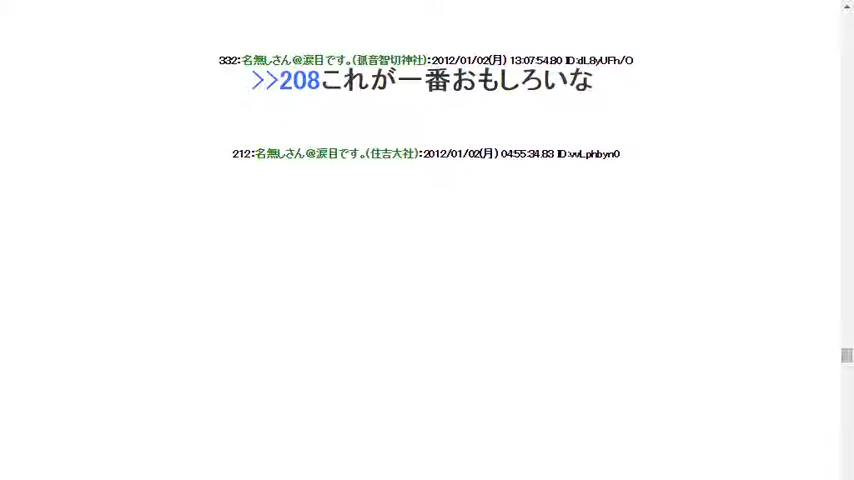 332：名無しさん＠涙目です。(孤音智切神社)：2012/01/02(月) 13:07:54.80 ID:dL8yUFh/O
>>208これが一番おもしろいな
212：名無しさん＠涙目です。(住吉大社)：2012/01/02(月) 04:55:34.83 ID:vvLphbyn0